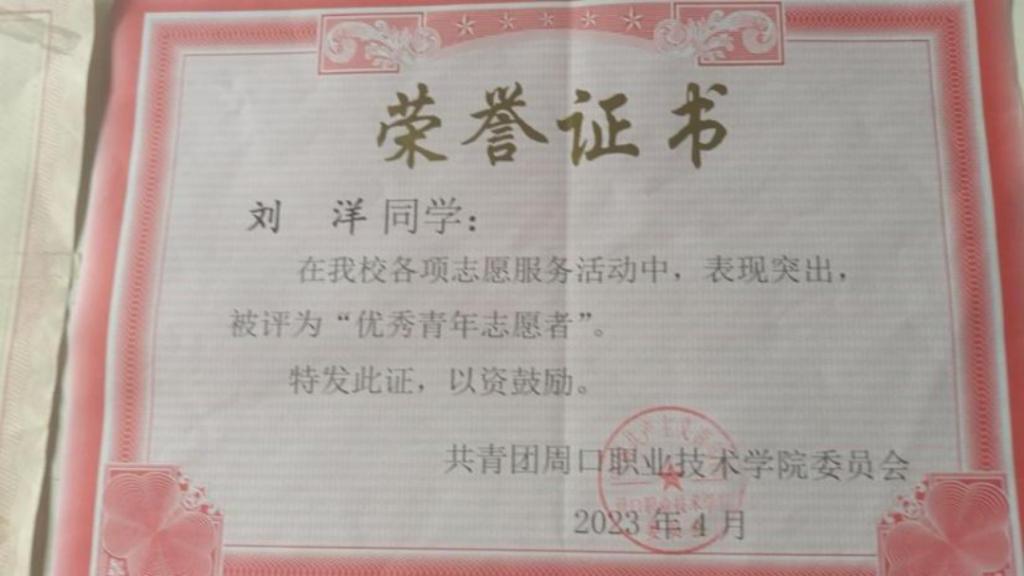 荣誉证书
刘 洋 同学：
在我校各项志愿服务活动中，表现突出，
被评为“优秀青年志愿者”。
特发此证，以资鼓励。
共青团周口职业技术学院委员会
2023 年 4 月